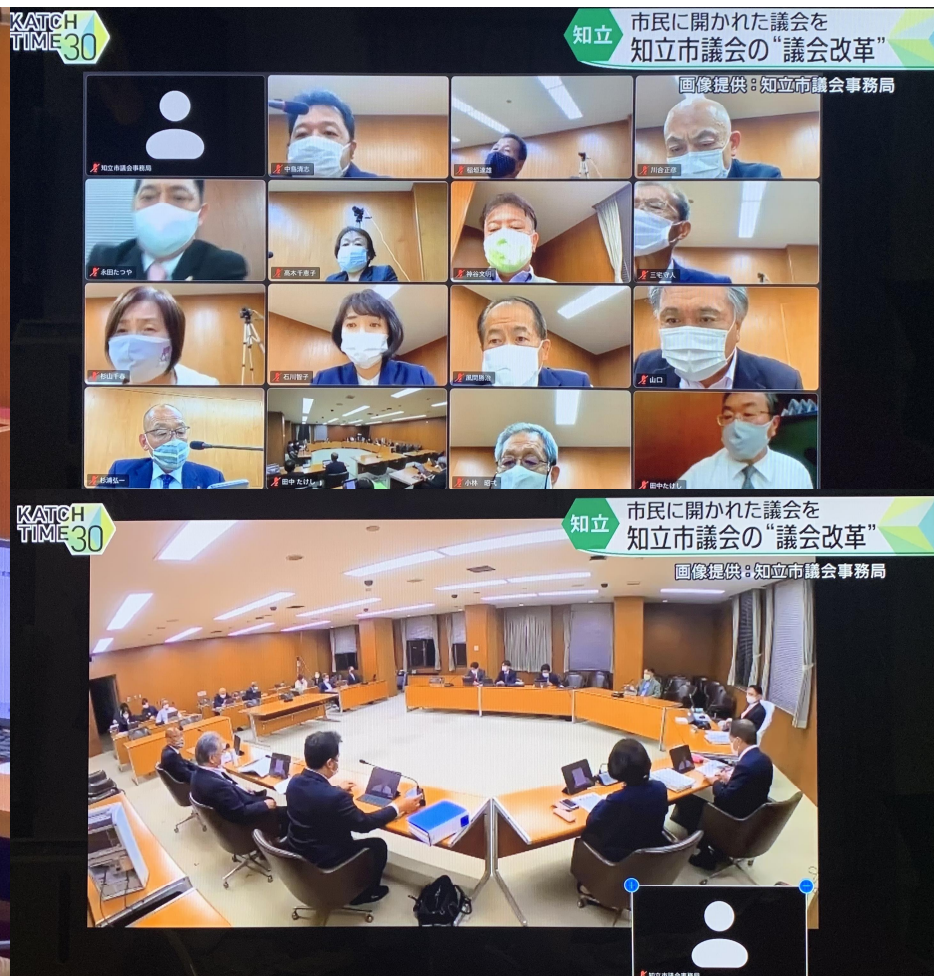 KATCH
TIME30
知立
市民に開かれた議会を
知立市議会の“議会改革”
画像提供：知立市議会事務局
知立市議会事務局
中島清志
稲垣達雄
川合正彦
永田たつや
高木千恵子
神谷文明
三宅守人
杉山千春
石川智子
風間勝治
山口
杉浦弘一
田中 たけし
小林 昭弐
田中たけし
KATCH
TIME30
知立
市民に開かれた議会を
知立市議会の“議会改革”
画像提供：知立市議会事務局
知立市議会事務局